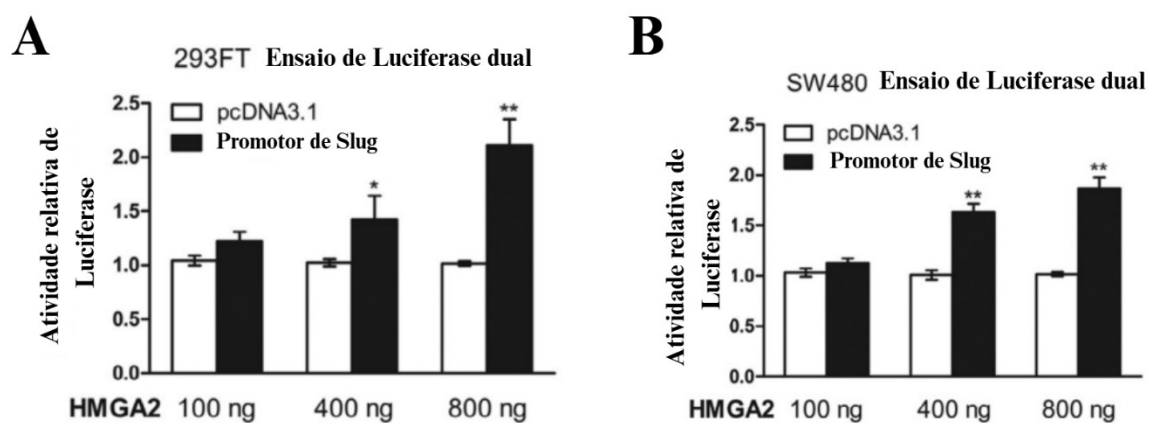 A
293FT Ensaio de Luciferase dual
pcDNA3.1
Promotor de Slug
Atividade relativa de
Luciferase
2.5
2.0
1.5
1.0
0.5
0.0
*
**
HMGA2 100 ng 400 ng 800 ng
B
SW480 Ensaio de Luciferase dual
pcDNA3.1
Promotor de Slug
Atividade relativa de
Luciferase
2.5
2.0
1.5
1.0
0.5
0.0
**
**
HMGA2 100 ng 400 ng 800 ng